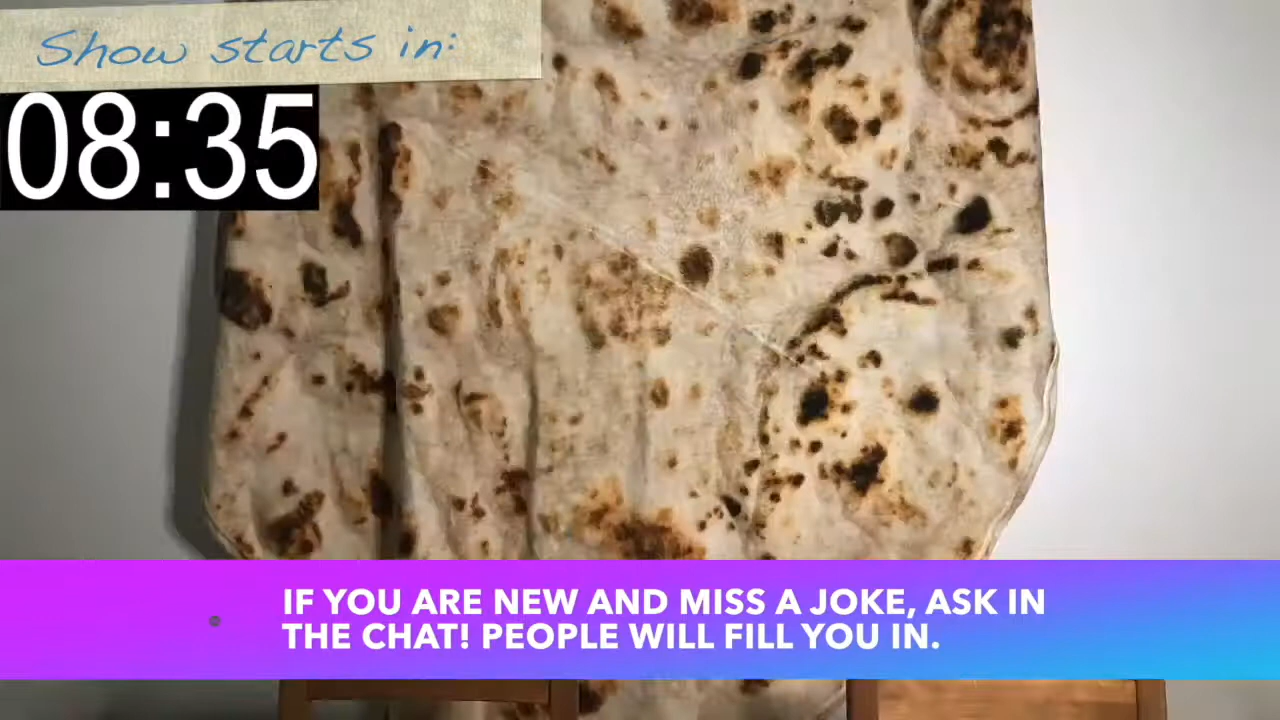 Show starts in:
08:35
IF YOU ARE NEW AND MISS A JOKE, ASK IN
THE CHAT! PEOPLE WILL FILL YOU IN.